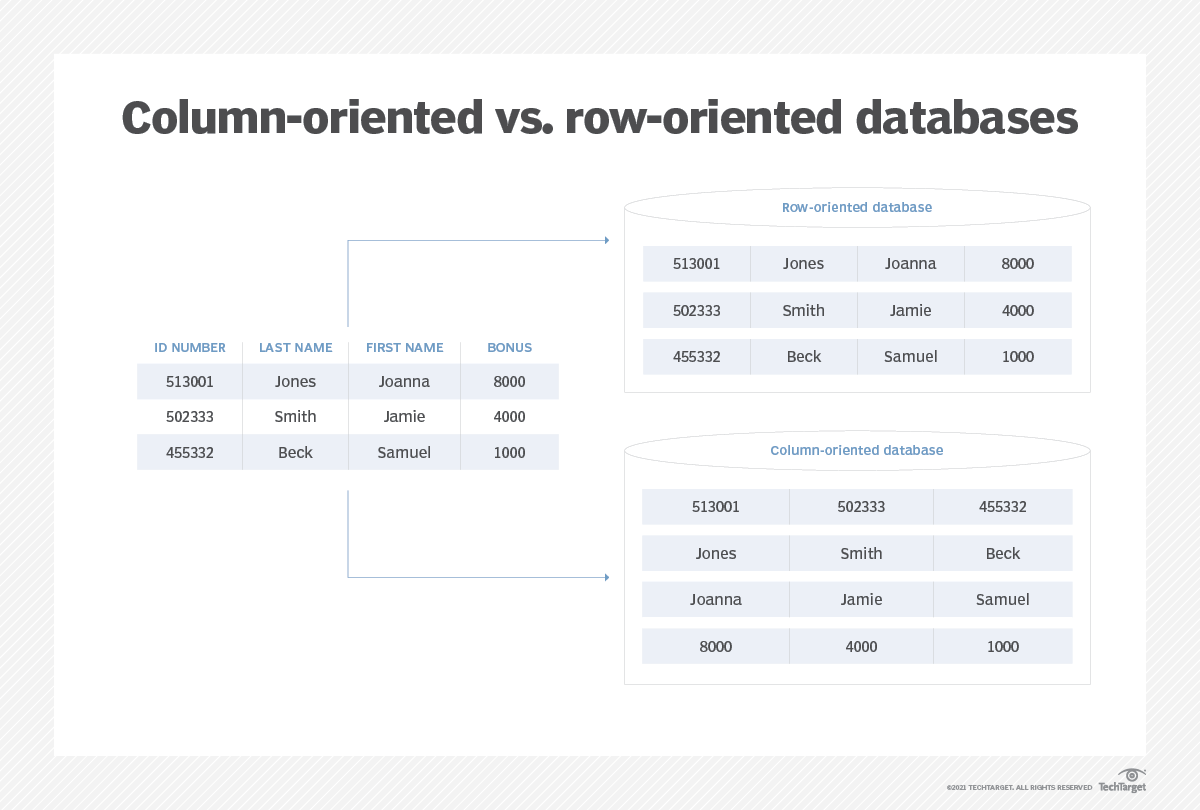 Column-oriented vs. row-oriented databases
ID NUMBER LAST NAME FIRST NAME BONUS
513001 Jones Joanna 8000
502333 Smith Jamie 4000
455332 Beck Samuel 1000
Row-oriented database
513001 Jones Joanna 8000
502333 Smith Jamie 4000
455332 Beck Samuel 1000
Column-oriented database
513001 502333 455332
Jones Smith Beck
Joanna Jamie Samuel
8000 4000 1000
©2021 TECHTARGET. ALL RIGHTS RESERVED TechTarget